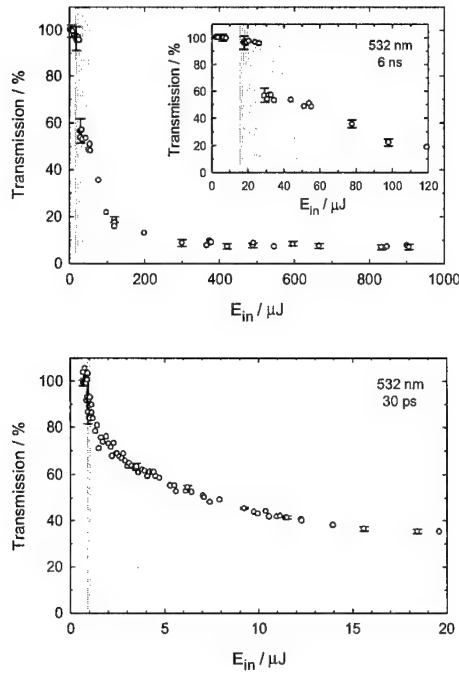 100
80
60
40
20
0
Transmission / %
0 200 400 600 800 1000
E_in / µJ
100
80
60
40
20
0
Transmission / %
532 nm
6 ns
0 20 40 60 80 100 120
E_in / µJ
100
80
60
40
20
0
Transmission / %
532 nm
30 ps
0 5 10 15 20
E_in / µJ